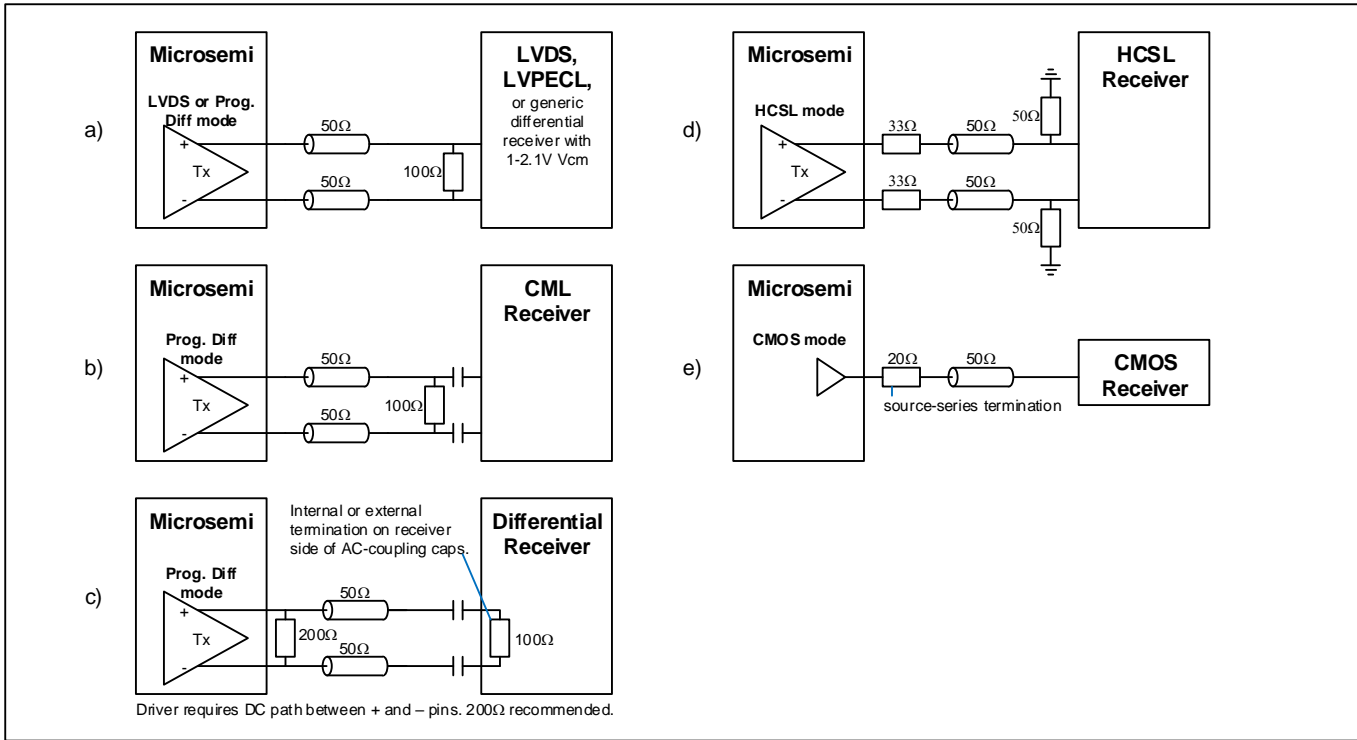 a)
Microsemi
LVDS or Prog.
Diff mode
+
Tx
-
50Ω
50Ω
100Ω
LVDS,
LVPECL,
or generic
differential
receiver with
1-2.1V Vcm
b)
Microsemi
Prog. Diff
mode
+
Tx
-
50Ω
50Ω
100Ω
CML
Receiver
c)
Microsemi
Prog. Diff
mode
+
Tx
-
200Ω
50Ω
50Ω
Internal or external
termination on receiver
side of AC-coupling caps.
Differential
Receiver
100Ω
Driver requires DC path between + and – pins. 200Ω recommended.
d)
Microsemi
HCSL mode
+
Tx
-
33Ω
33Ω
50Ω
50Ω
50Ω
50Ω
HCSL
Receiver
e)
Microsemi
CMOS mode
20Ω
50Ω
source-series termination
CMOS
Receiver